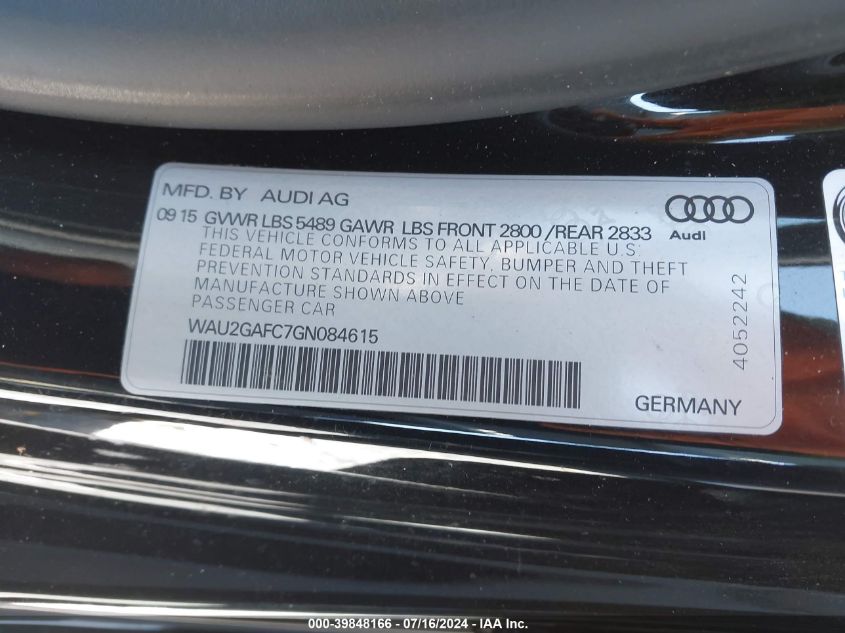 MFD. BY AUDI AG
09 15 GVWR LBS 5489 GAWR LBS FRONT 2800 /REAR 2833
THIS VEHICLE CONFORMS TO ALL APPLICABLE U.S
FEDERAL MOTOR VEHICLE SAFETY, BUMPER AND THEFT
PREVENTION STANDARDS IN EFFECT ON THE DATE OF
MANUFACTURE SHOWN ABOVE
PASSENGER CAR
WAU2GAFC7GN084615
Audi
4052242
GERMANY
000-39848166 - 07/16/2024 - IAA Inc.